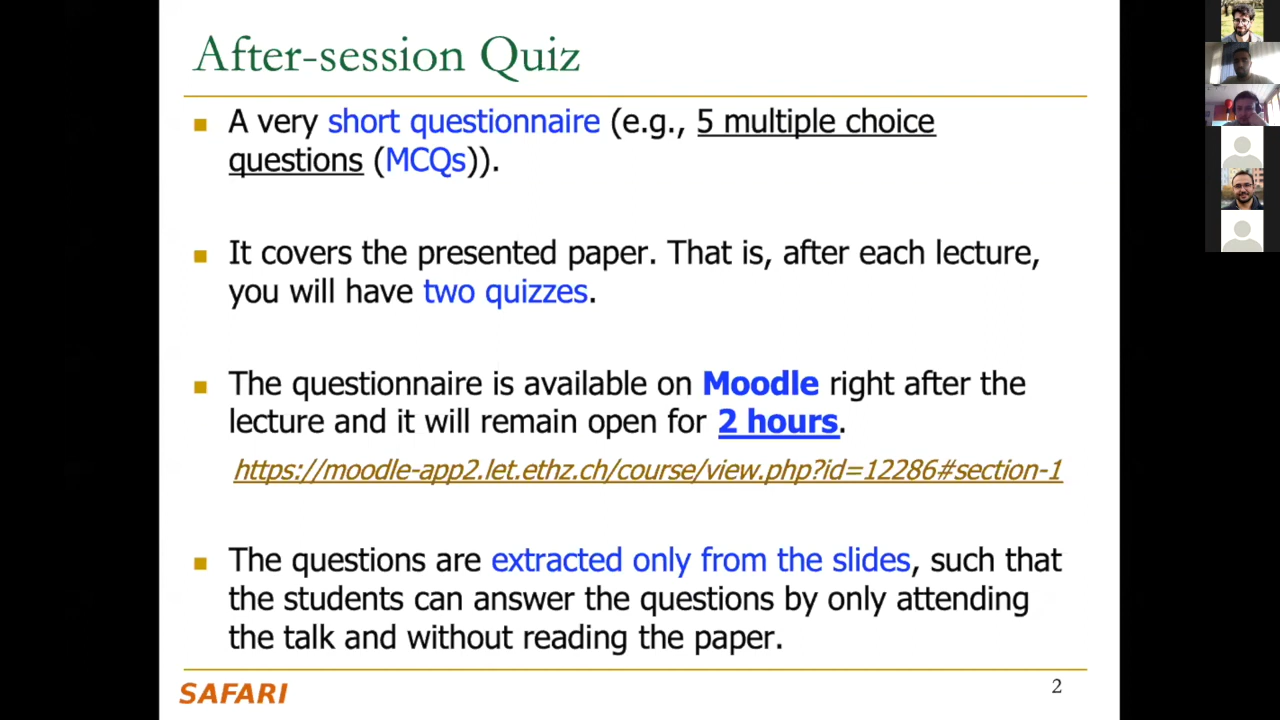 After-session Quiz
A very short questionnaire (e.g., 5 multiple choice
questions (MCQs)).
It covers the presented paper. That is, after each lecture,
you will have two quizzes.
The questionnaire is available on Moodle right after the
lecture and it will remain open for 2 hours.
https://moodle-app2.let.ethz.ch/course/view.php?id=12286#section-1
The questions are extracted only from the slides, such that
the students can answer the questions by only attending
the talk and without reading the paper.
SAFARI
2